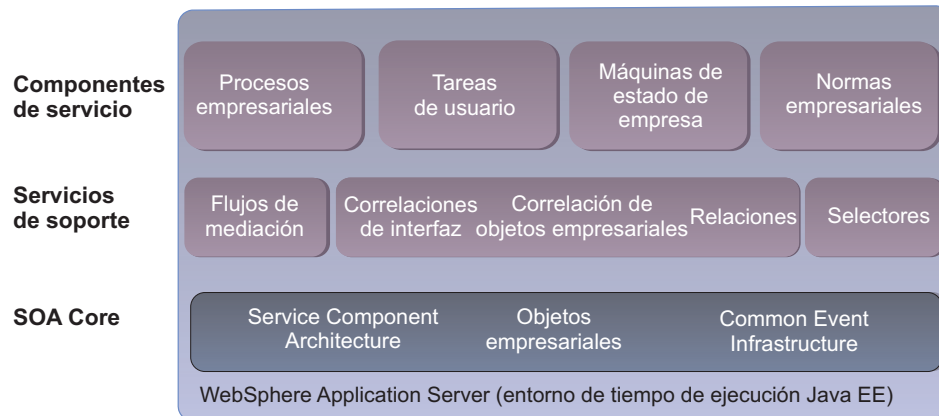 Componentes
de servicio
Procesos
empresariales
Tareas
de usuario
Máquinas de
estado de
empresa
Normas
empresariales
Servicios
de soporte
Flujos de
mediación
Correlaciones
de interfaz
Correlación de
objetos empresariales
Relaciones
Selectores
SOA Core
Service Component
Architecture
Objetos
empresariales
Common Event
Infrastructure
WebSphere Application Server (entorno de tiempo de ejecución Java EE)